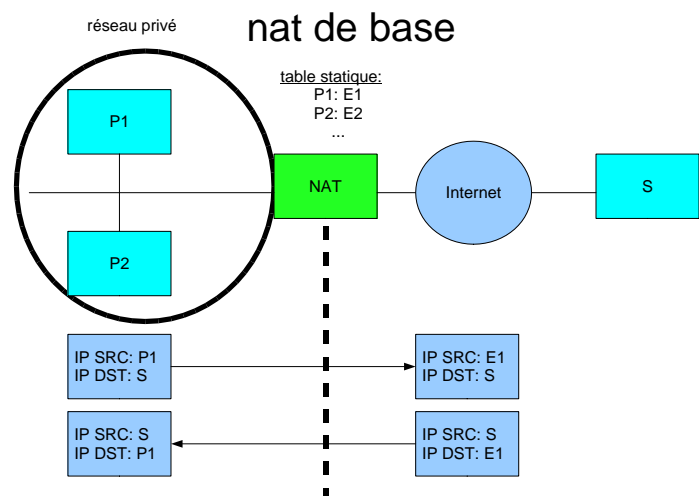 nat de base
réseau privé
table statique:
P1: E1
P2: E2
...
P1
NAT
Internet
S
P2
IP SRC: P1
IP DST: S
IP SRC: E1
IP DST: S
IP SRC: S
IP DST: P1
IP SRC: S
IP DST: E1